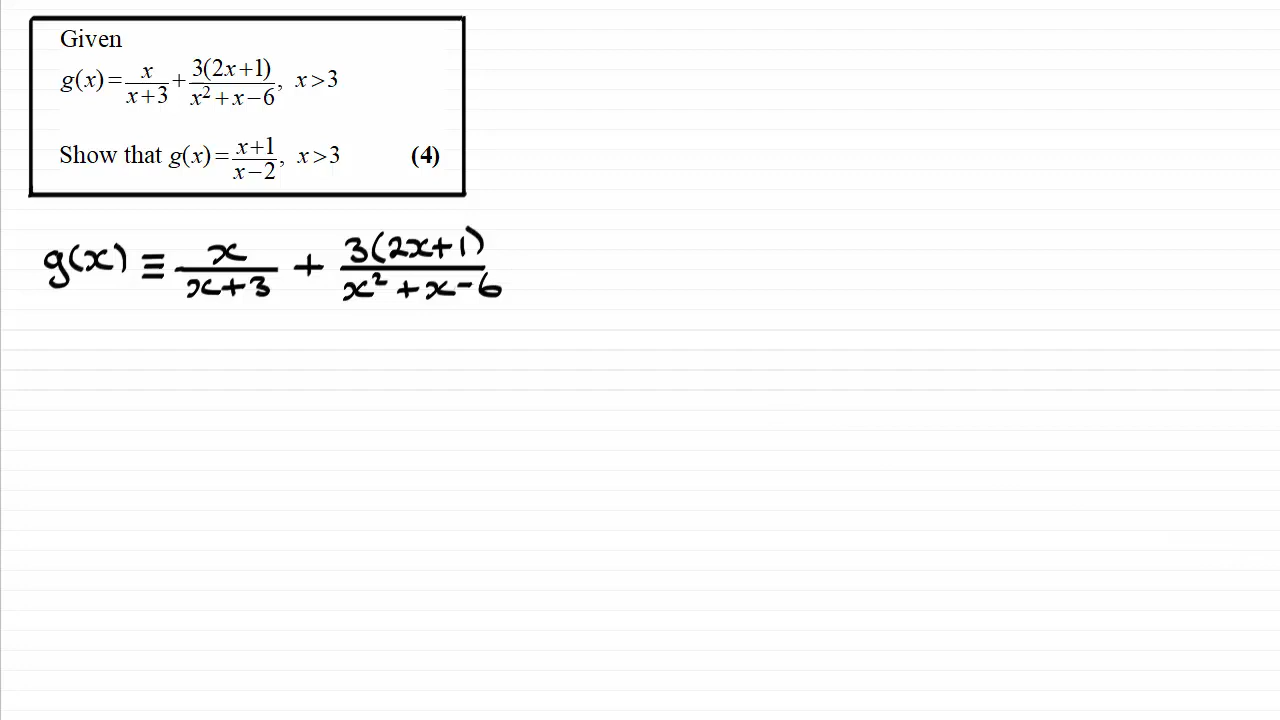 Given
g(x) = x/(x+3) + 3(2x+1)/(x²+x−6), x > 3
Show that g(x) = (x+1)/(x−2), x > 3 (4)
g(x) ≡ x/(x+3) + 3(2x+1)/(x²+x−6)